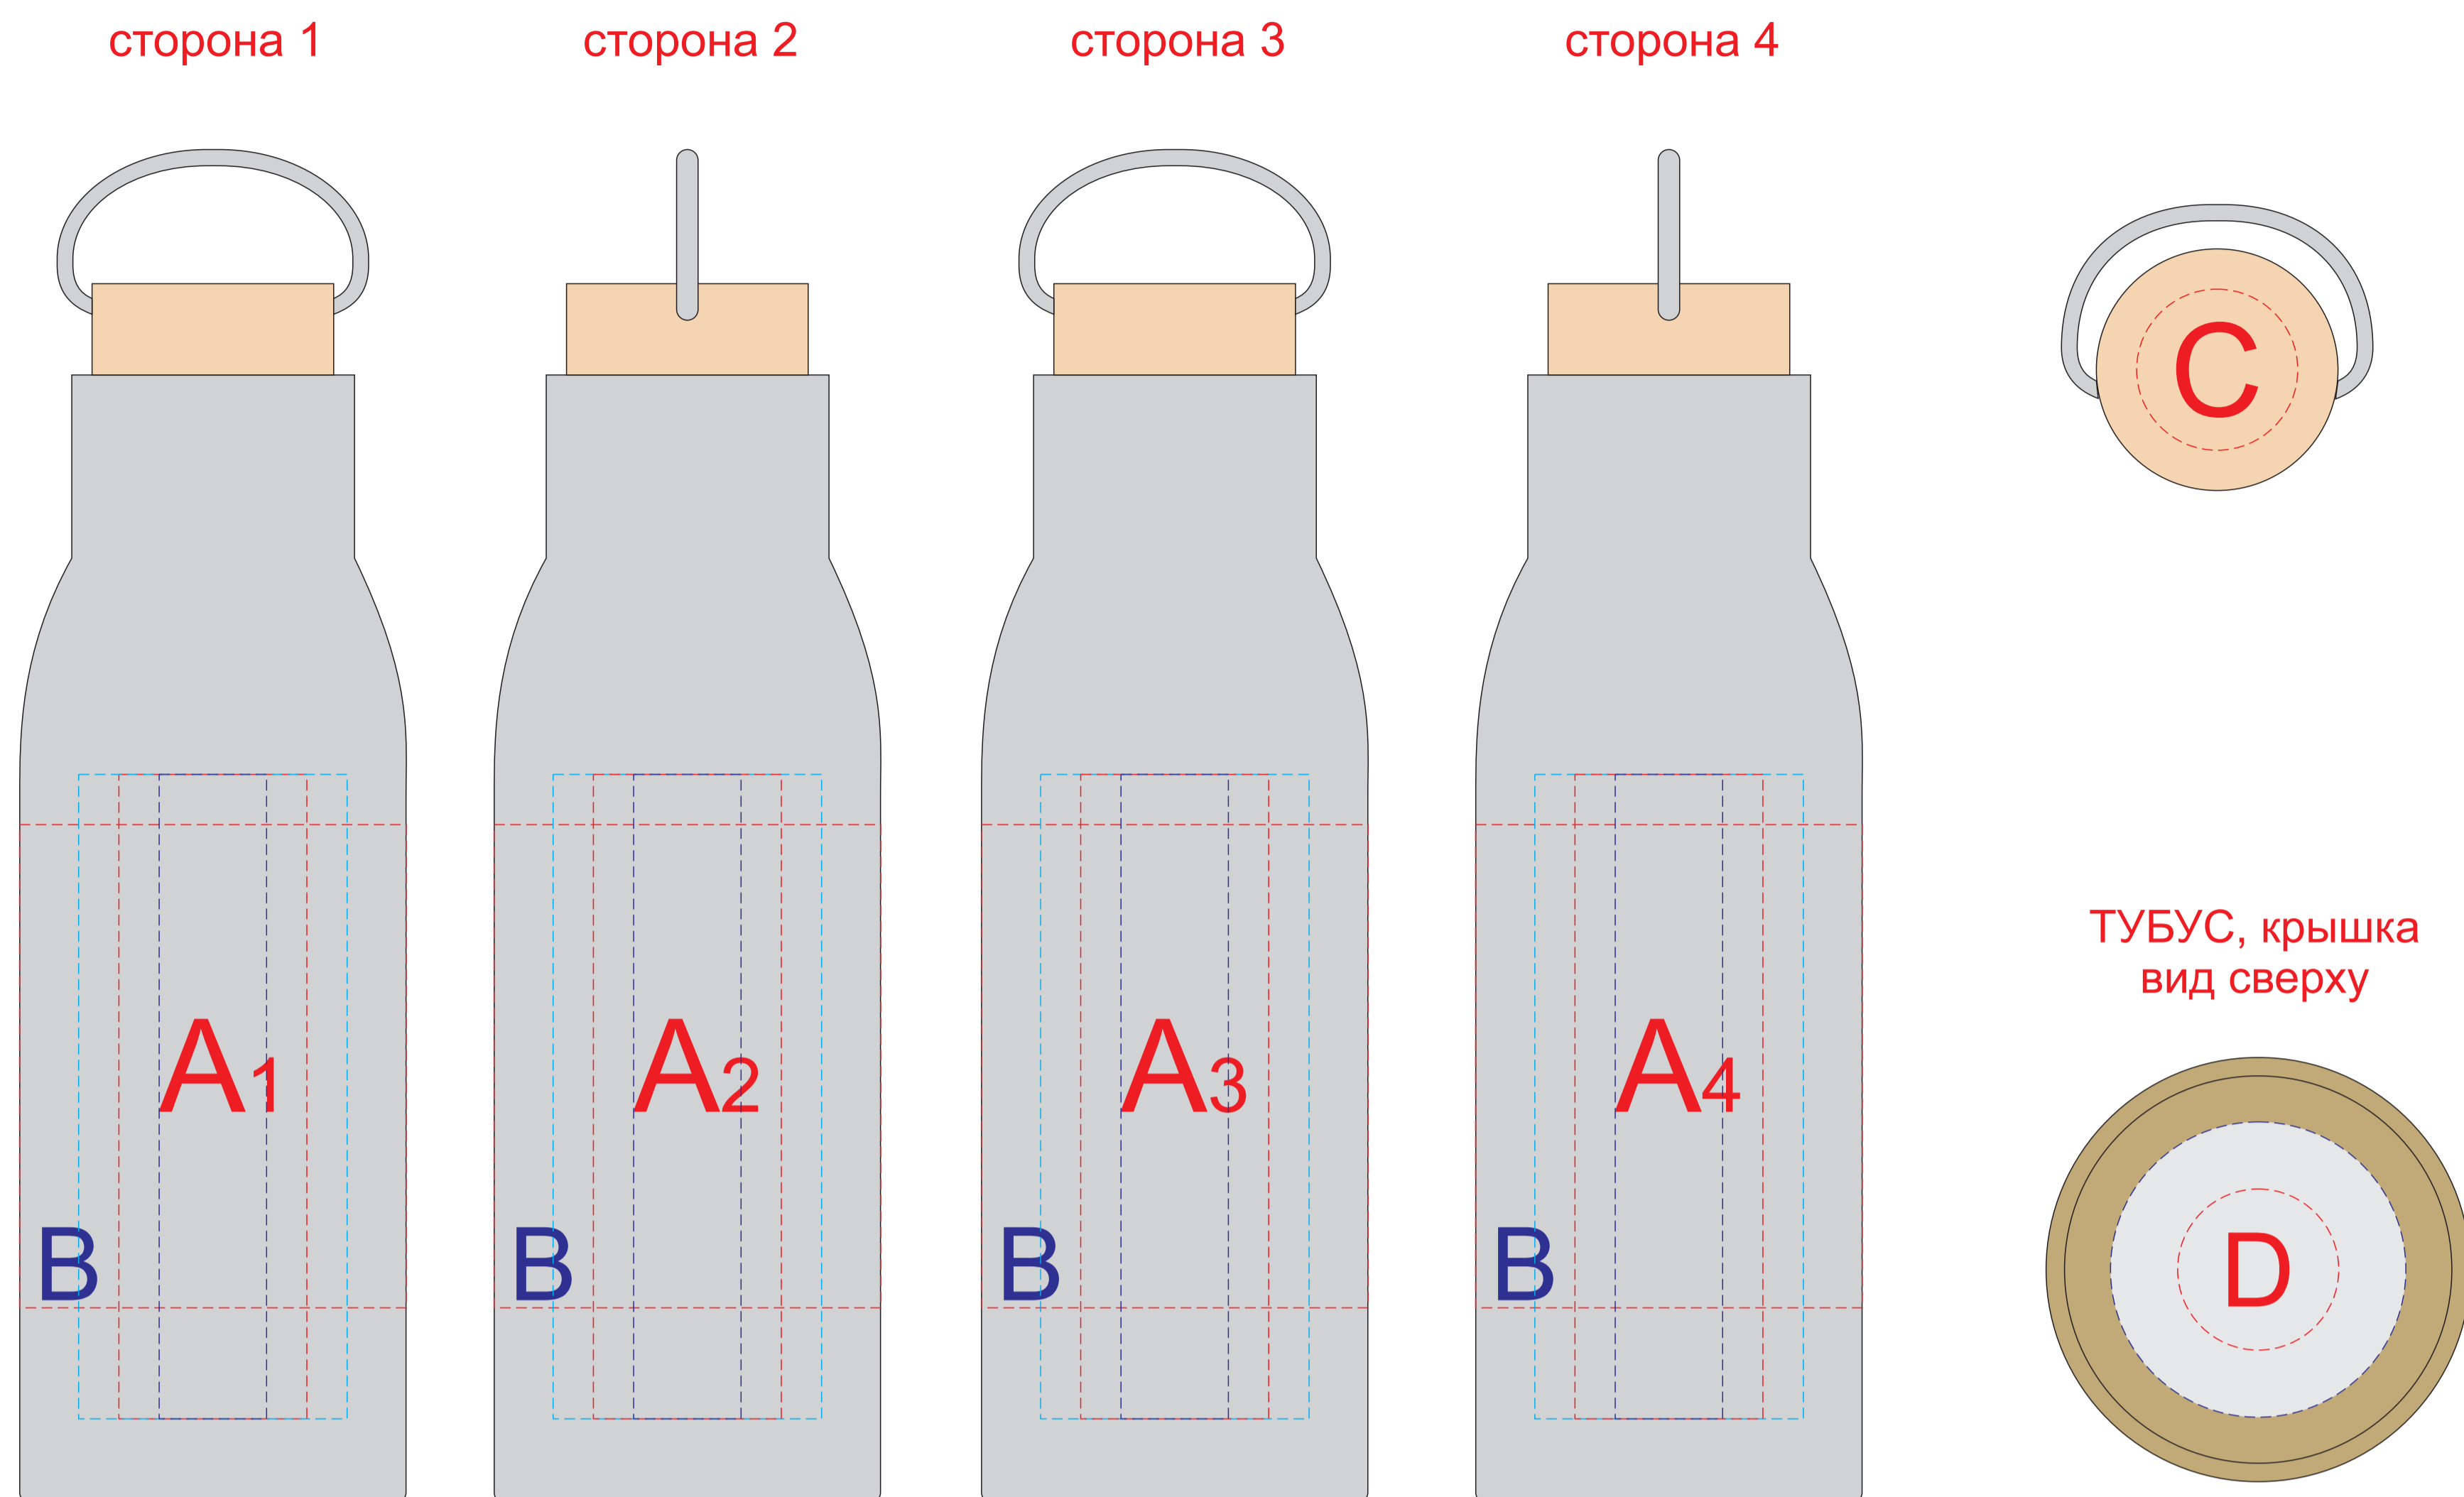 сторона 1
сторона 2
сторона 3
сторона 4
C
ТУБУС, крышка
вид сверху
A1
A2
A3
A4
B
B
B
B
D